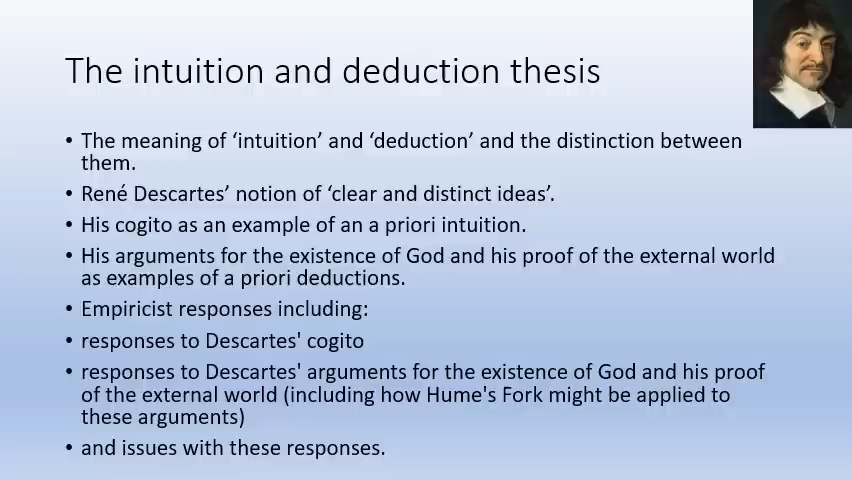 The intuition and deduction thesis
• The meaning of ‘intuition’ and ‘deduction’ and the distinction between
them.
• René Descartes’ notion of ‘clear and distinct ideas’.
• His cogito as an example of an a priori intuition.
• His arguments for the existence of God and his proof of the external world
as examples of a priori deductions.
• Empiricist responses including:
• responses to Descartes' cogito
• responses to Descartes' arguments for the existence of God and his proof
of the external world (including how Hume's Fork might be applied to
these arguments)
• and issues with these responses.